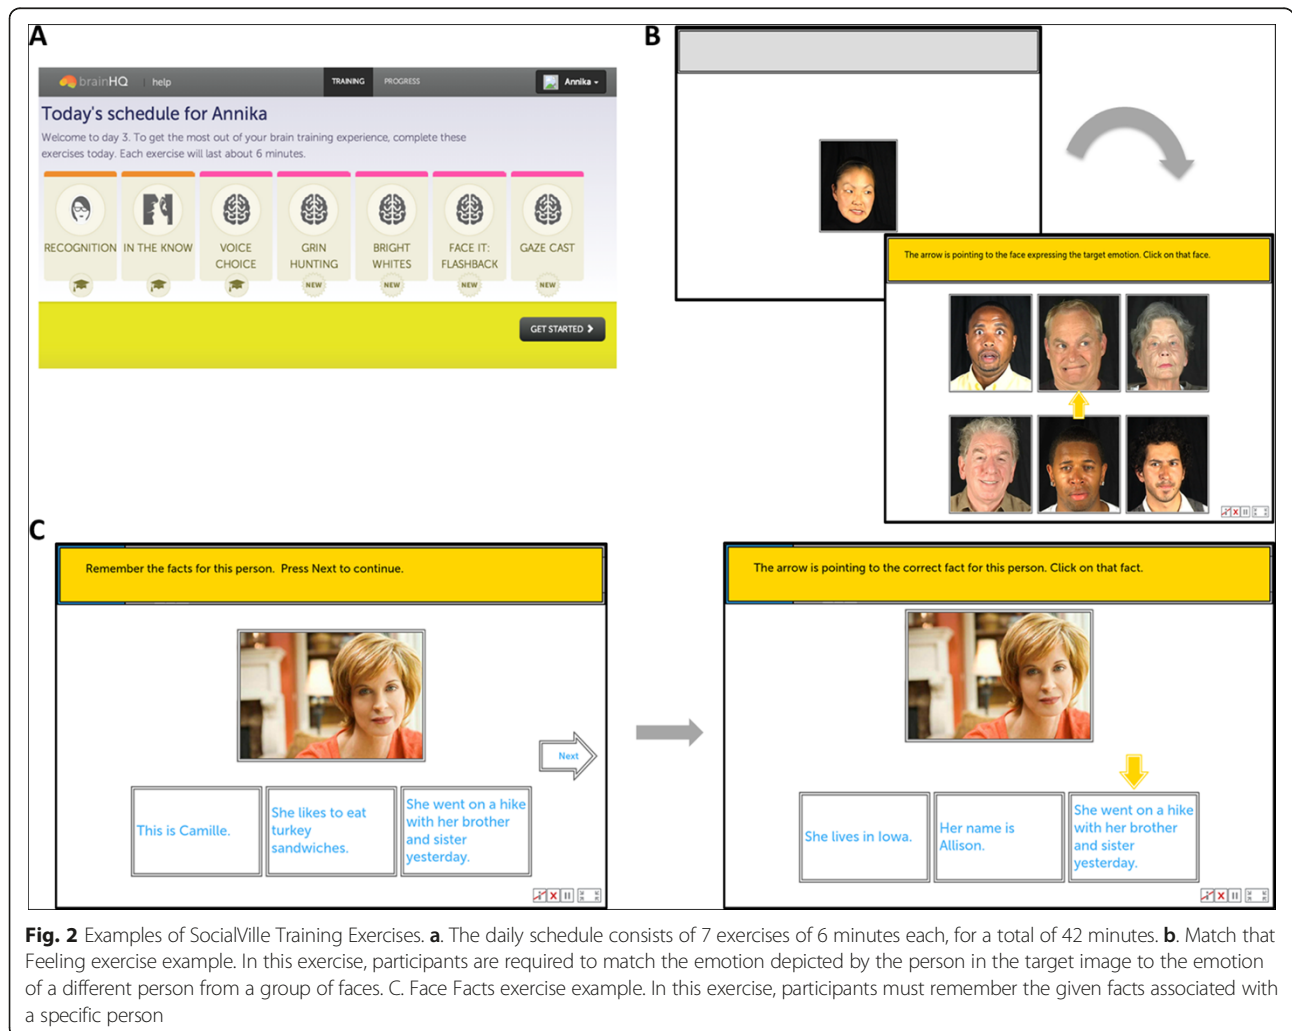 A
brainHQ | help
TRAINING
PROGRESS
Annika
Today's schedule for Annika
Welcome to day 3. To get the most out of your brain training experience, complete these
exercises today. Each exercise will last about 6 minutes.
RECOGNITION
IN THE KNOW
VOICE
CHOICE
GRIN
HUNTING
BRIGHT
WHITES
FACE IT:
FLASHBACK
GAZE CAST
NEW
NEW
NEW
NEW
GET STARTED
B
The arrow is pointing to the face expressing the target emotion. Click on that face.
C
Remember the facts for this person. Press Next to continue.
Next
This is Camille.
She likes to eat
turkey
sandwiches.
She went on a hike
with her brother
and sister
yesterday.
The arrow is pointing to the correct fact for this person. Click on that fact.
She lives in Iowa.
Her name is
Allison.
She went on a hike
with her brother
and sister
yesterday.
Fig. 2 Examples of SocialVille Training Exercises. a. The daily schedule consists of 7 exercises of 6 minutes each, for a total of 42 minutes. b. Match that
Feeling exercise example. In this exercise, participants are required to match the emotion depicted by the person in the target image to the emotion
of a different person from a group of faces. C. Face Facts exercise example. In this exercise, participants must remember the given facts associated with
a specific person